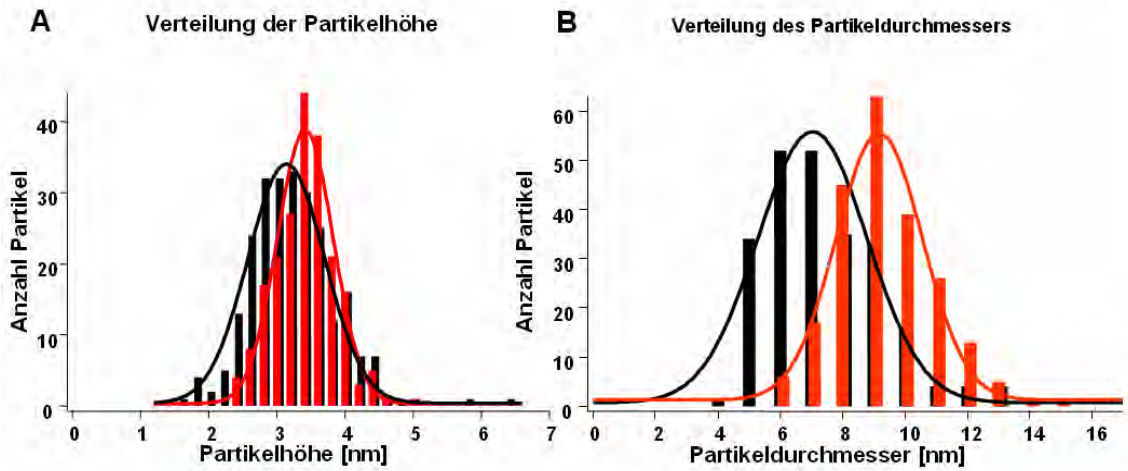 A
Verteilung der Partikelhöhe
Anzahl Partikel
40
30
20
10
0
0 1 2 3 4 5 6 7
Partikelhöhe [nm]
B
Verteilung des Partikeldurchmessers
Anzahl Partikel
60
50
40
30
20
10
0
0 2 4 6 8 10 12 14 16
Partikeldurchmesser [nm]